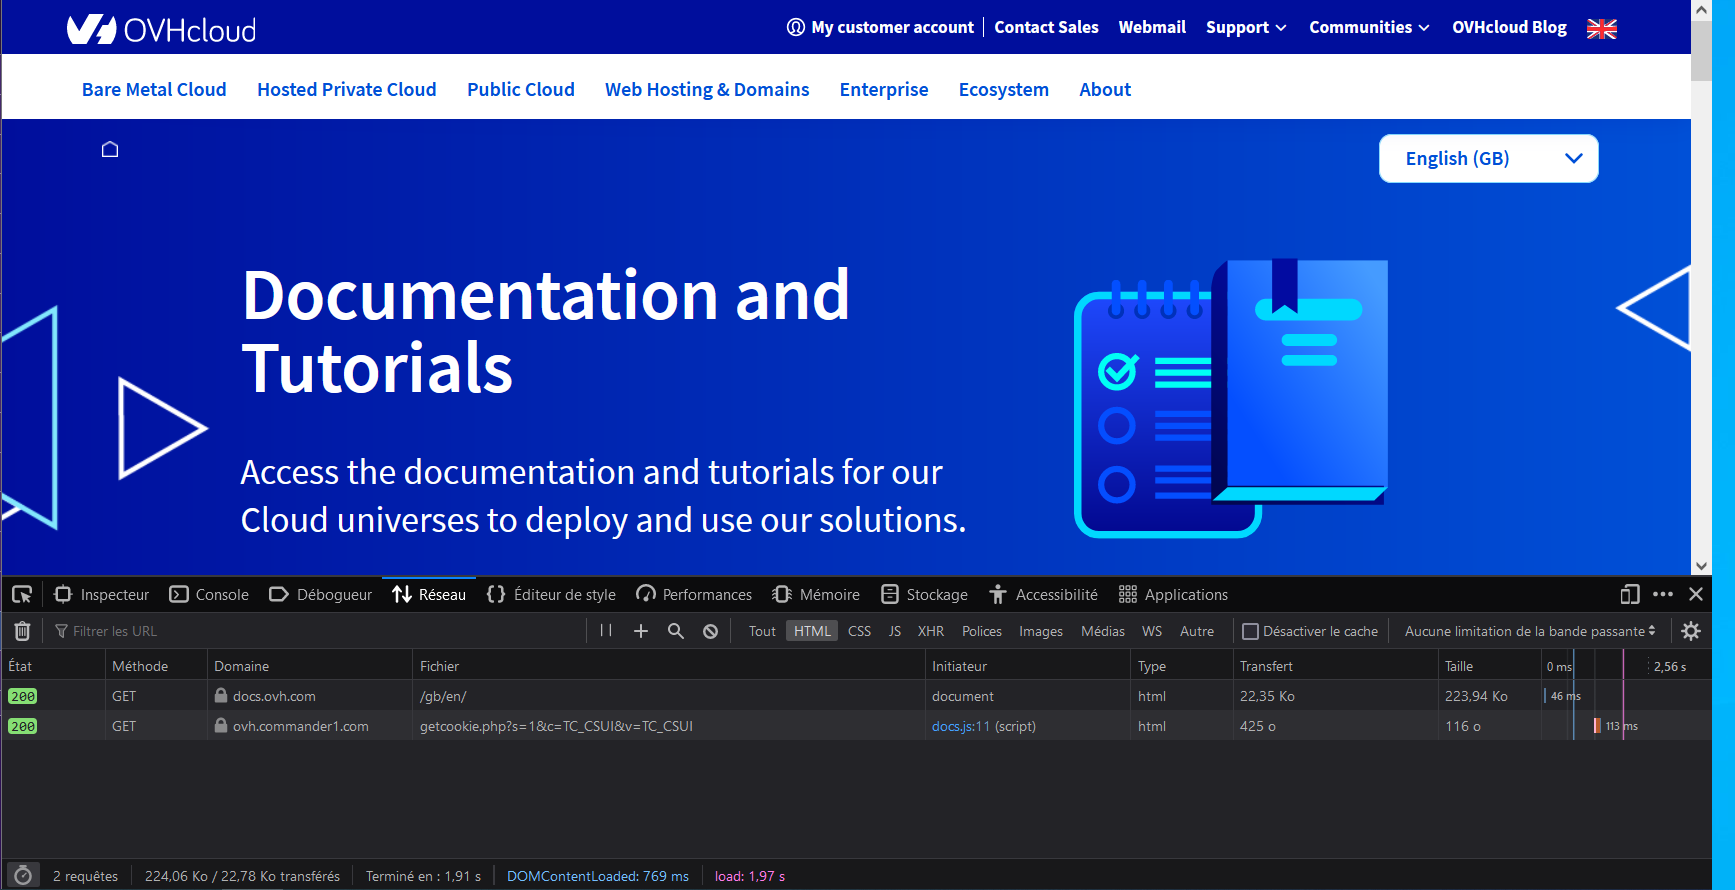 OVHcloud My customer account Contact Sales Webmail Support Communities OVHcloud Blog
Bare Metal Cloud Hosted Private Cloud Public Cloud Web Hosting & Domains Enterprise Ecosystem About
English (GB)
Documentation and
Tutorials
Access the documentation and tutorials for our
Cloud universes to deploy and use our solutions.
Inspecteur Console Débogueur Réseau Éditeur de style Performances Mémoire Stockage Accessibilité Applications
Filtrer les URL Tout HTML CSS JS XHR Polices Images Médias WS Autre Désactiver le cache Aucune limitation de la bande passante
État Méthode Domaine Fichier Initiateur Type Transfert Taille 0 ms 2,56 s
200 GET docs.ovh.com /gb/en/ document html 22,35 Ko 223,94 Ko 46 ms
200 GET ovh.commander1.com getcookie.php?s=1&c=TC_CSUI&v=TC_CSUI docs.js:11 (script) html 425 o 116 o 113 ms
2 requêtes 224,06 Ko / 22,78 Ko transférés Terminé en : 1,91 s DOMContentLoaded: 769 ms load: 1,97 s